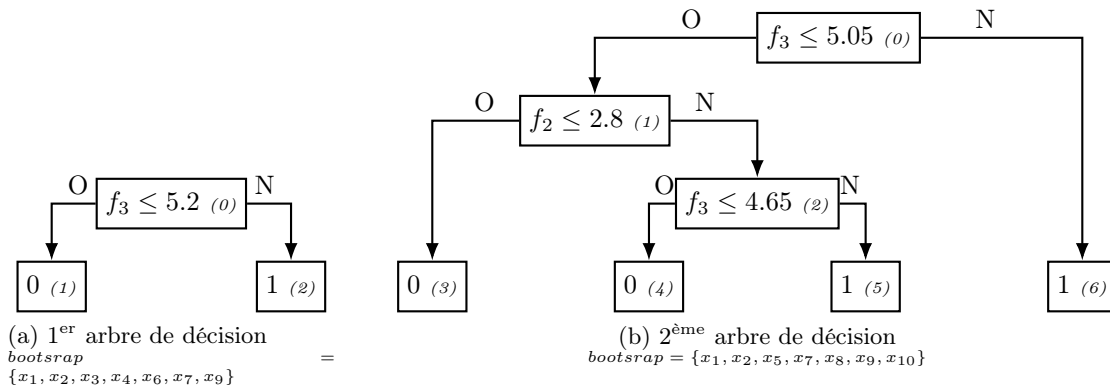 O
f₃ ≤ 5.05 (0)
N
O
f₂ ≤ 2.8 (1)
N
O
f₃ ≤ 5.2 (0)
N
O
f₃ ≤ 4.65 (2)
N
0 (1)
1 (2)
0 (3)
0 (4)
1 (5)
1 (6)
(a) 1er arbre de décision
bootsrap =
{x₁, x₂, x₃, x₄, x₆, x₇, x₉}
(b) 2ème arbre de décision
bootsrap = {x₁, x₂, x₅, x₇, x₈, x₉, x₁₀}